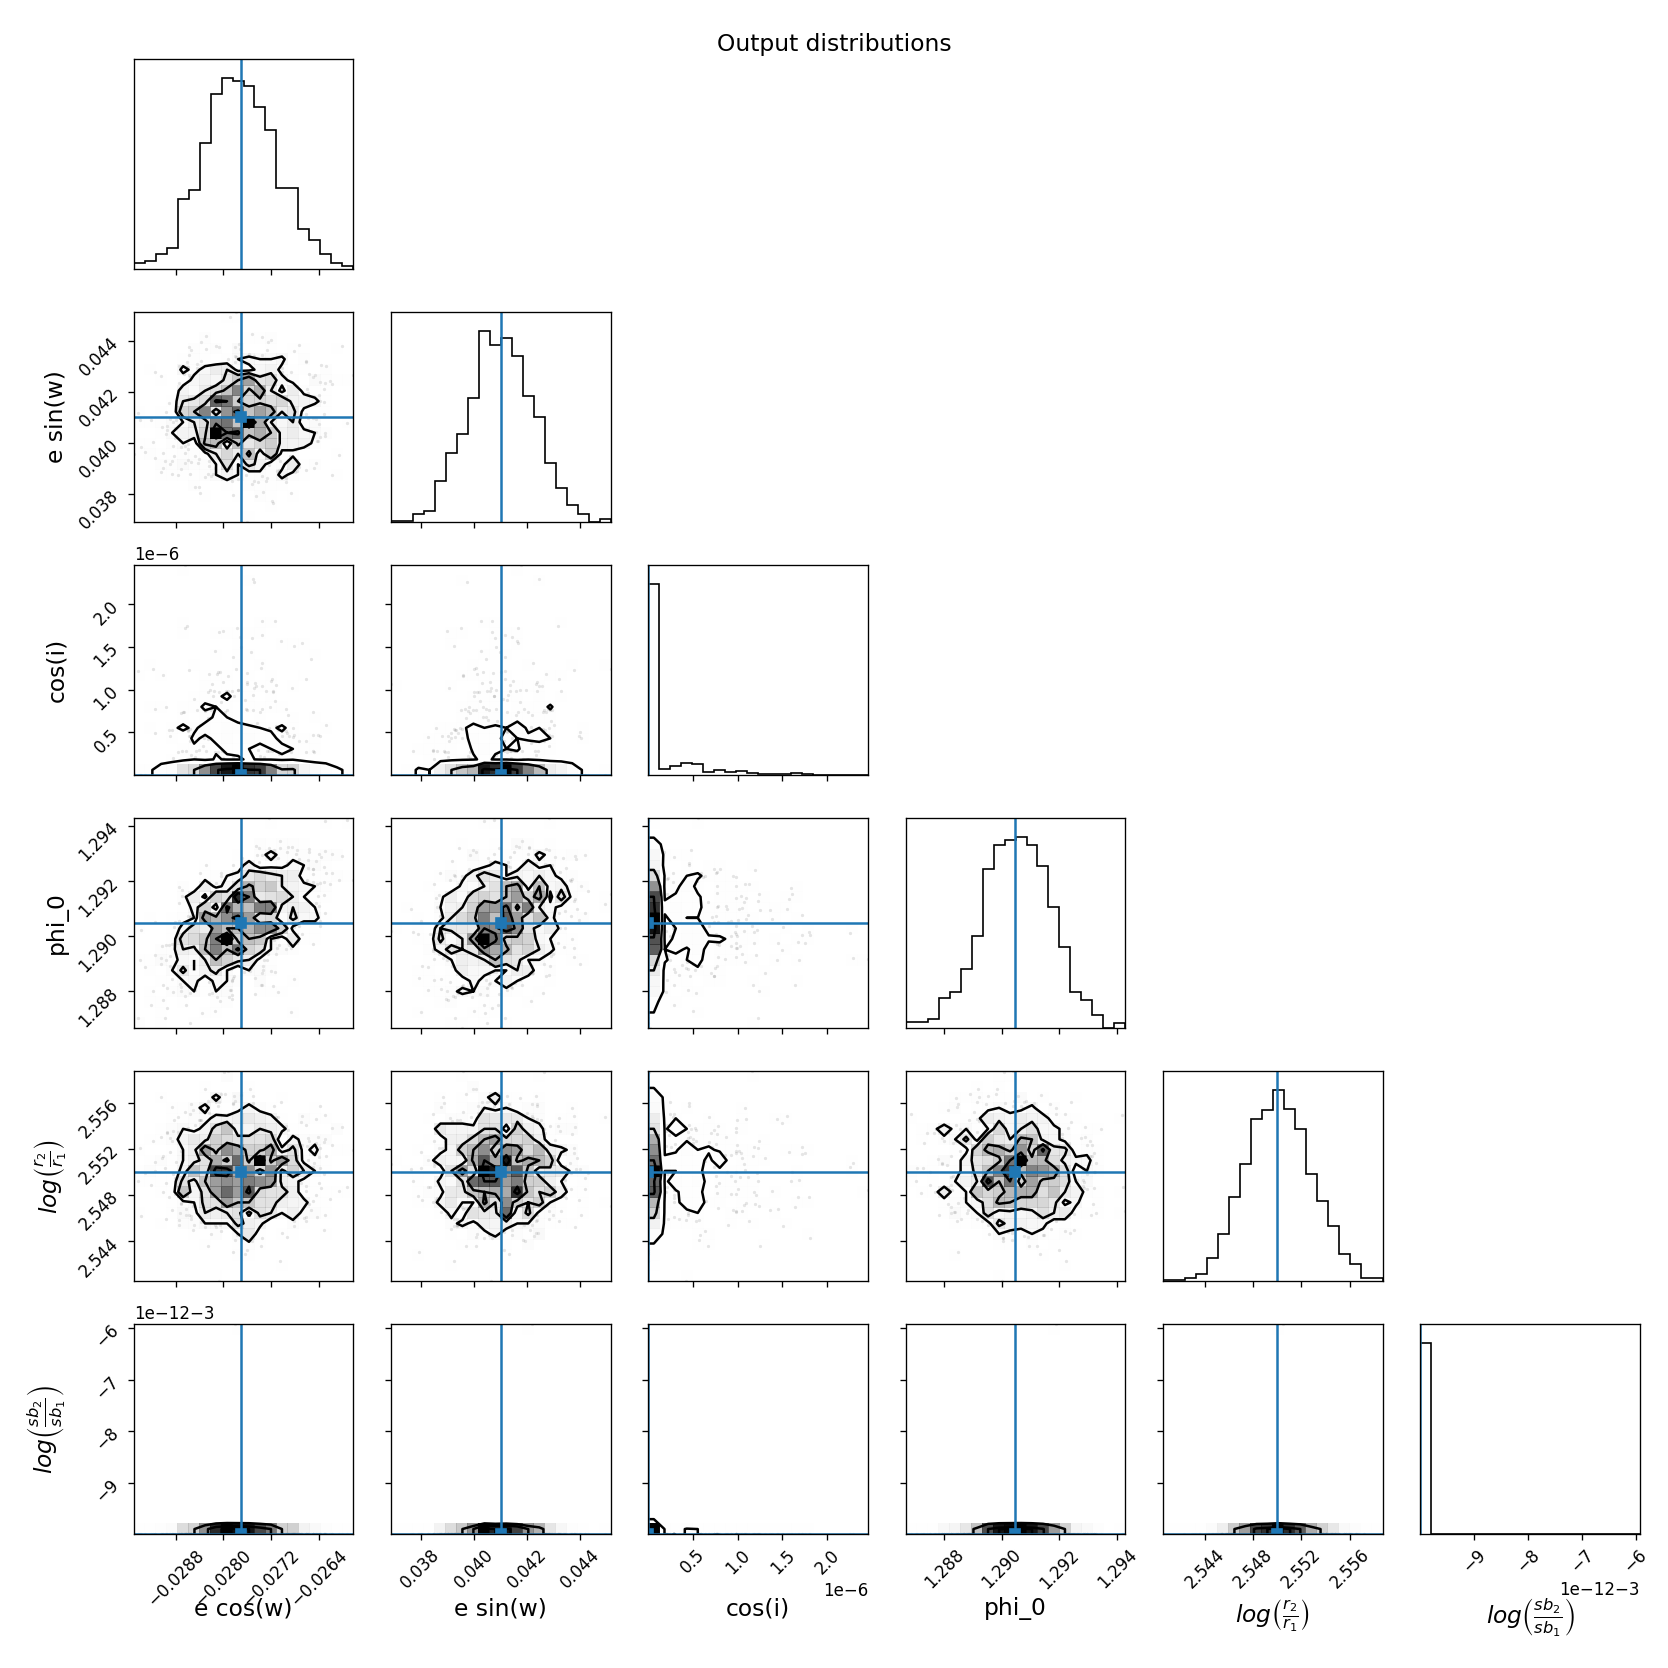 Output distributions
e sin(w)
0.044
0.042
0.040
0.038
1e−6
cos(i)
2.0
1.5
1.0
0.5
phi_0
1.294
1.292
1.290
1.288
log(r2/r1)
2.556
2.552
2.548
2.544
1e−12−3
log(sb2/sb1)
−6
−7
−8
−9
−0.0288 −0.0280 −0.0272 −0.0264
e cos(w)
0.038 0.040 0.042 0.044
e sin(w)
0.5 1.0 1.5 2.0
1e−6
cos(i)
1.288 1.290 1.292 1.294
phi_0
2.544 2.548 2.552 2.556
log(r2/r1)
−9 −8 −7 −6
1e−12−3
log(sb2/sb1)